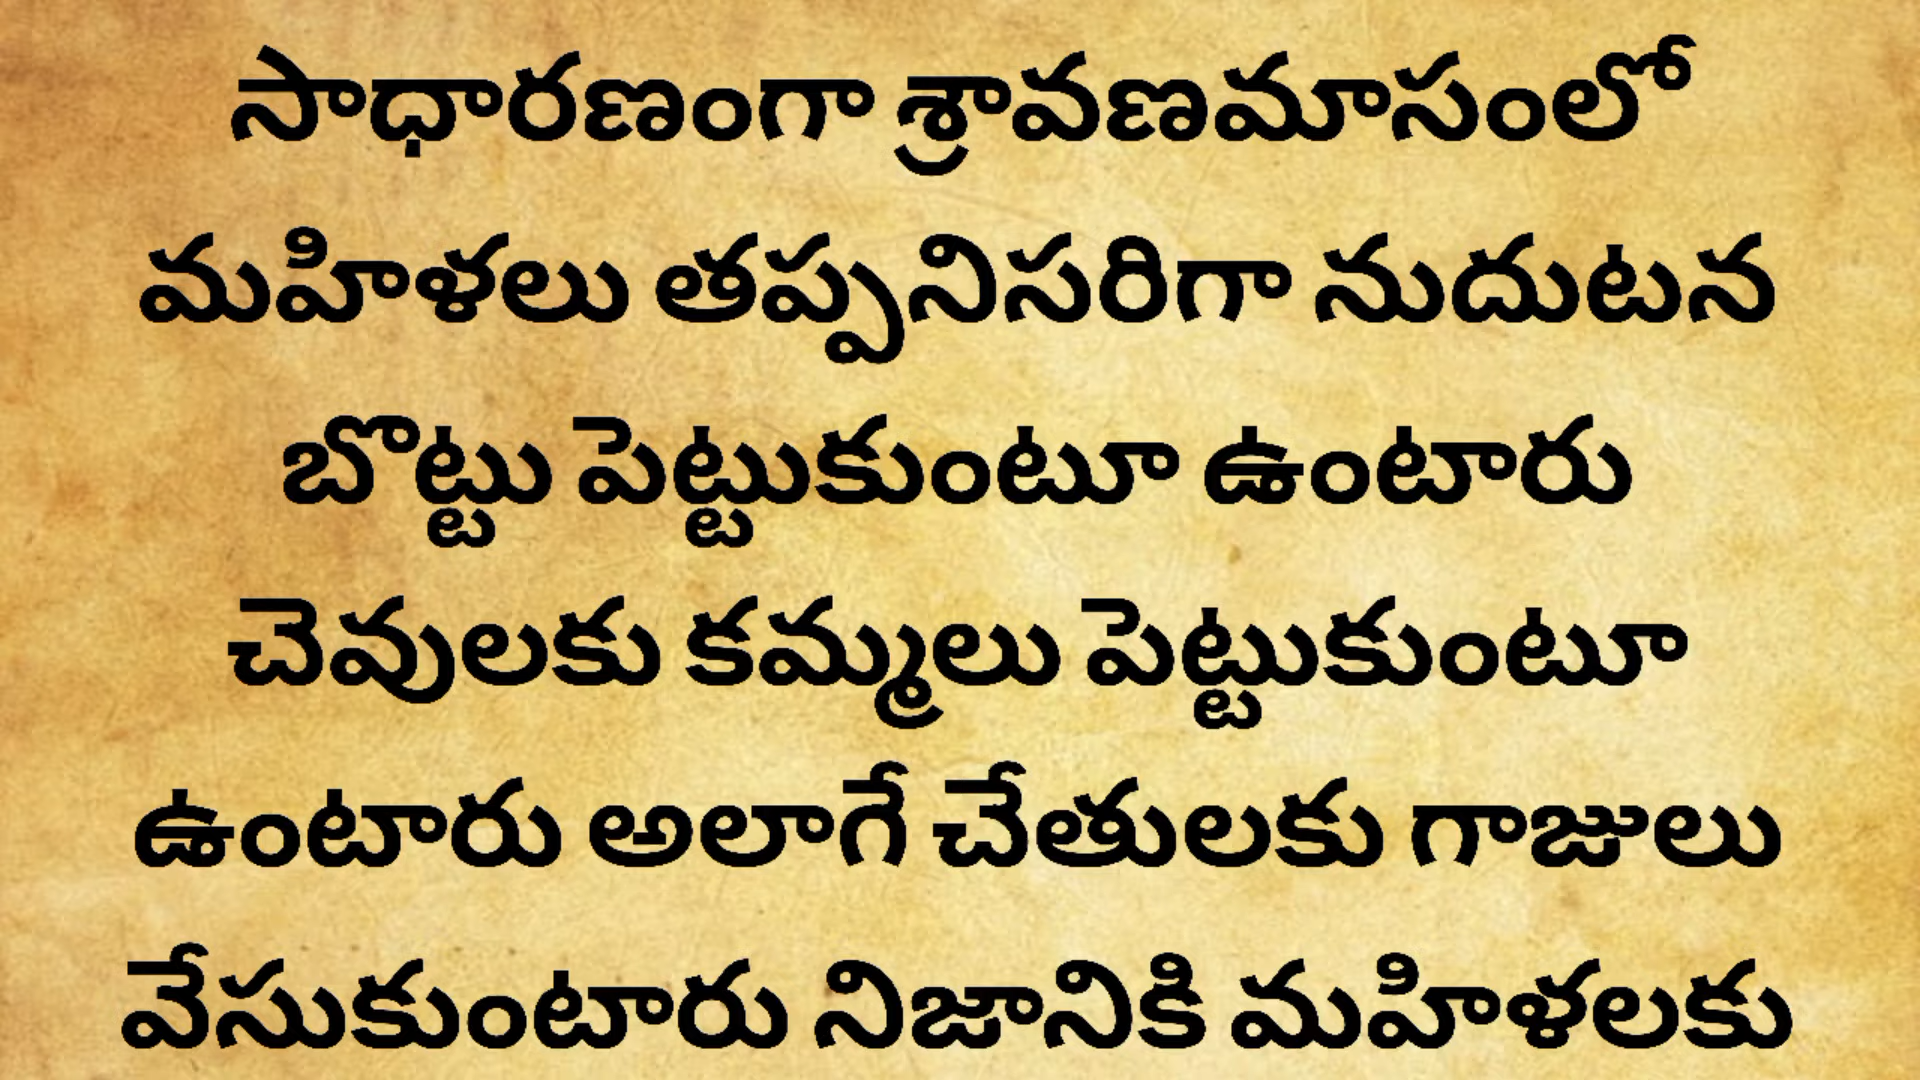 సాధారణంగా శ్రావణమాసంలో
మహిళలు తప్పనిసరిగా నుదుటన
బొట్టు పెట్టుకుంటూ ఉంటారు
చెవులకు కమ్మలు పెట్టుకుంటూ
ఉంటారు అలాగే చేతులకు గాజులు
వేసుకుంటారు నిజానికి మహిళలకు